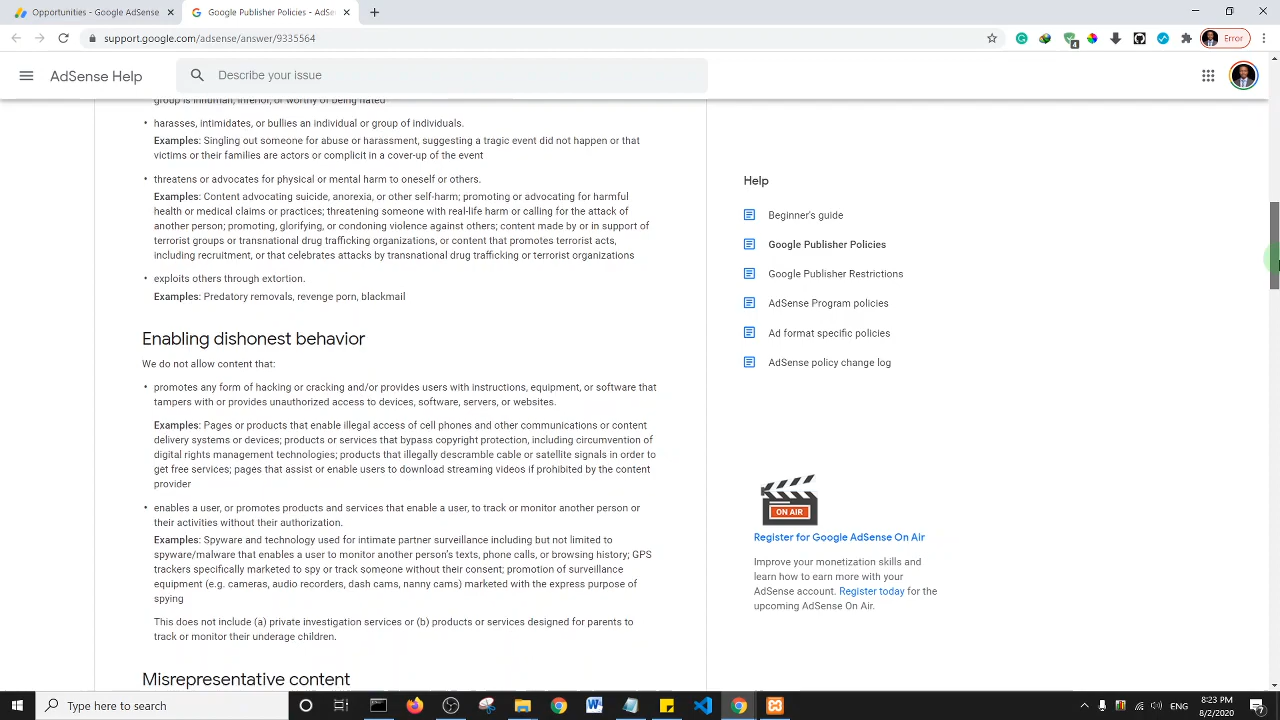 Opportunities - Google AdSense
Google Publisher Policies - AdSe
support.google.com/adsense/answer/9335564
4
Error
AdSense Help
Describe your issue
group is inhuman, inferior, or worthy of being hated
• harasses, intimidates, or bullies an individual or group of individuals.
Examples: Singling out someone for abuse or harassment, suggesting a tragic event did not happen or that
victims or their families are actors or complicit in a cover-up of the event
• threatens or advocates for physical or mental harm to oneself or others.
Examples: Content advocating suicide, anorexia, or other self-harm; promoting or advocating for harmful
health or medical claims or practices; threatening someone with real-life harm or calling for the attack of
another person; promoting, glorifying, or condoning violence against others; content made by or in support of
terrorist groups or transnational drug trafficking organizations, or content that promotes terrorist acts,
including recruitment, or that celebrates attacks by transnational drug trafficking or terrorist organizations
• exploits others through extortion.
Examples: Predatory removals, revenge porn, blackmail
Enabling dishonest behavior
We do not allow content that:
• promotes any form of hacking or cracking and/or provides users with instructions, equipment, or software that
tampers with or provides unauthorized access to devices, software, servers, or websites.
Examples: Pages or products that enable illegal access of cell phones and other communications or content
delivery systems or devices; products or services that bypass copyright protection, including circumvention of
digital rights management technologies; products that illegally descramble cable or satellite signals in order to
get free services; pages that assist or enable users to download streaming videos if prohibited by the content
provider
• enables a user, or promotes products and services that enable a user, to track or monitor another person or
their activities without their authorization.
Examples: Spyware and technology used for intimate partner surveillance including but not limited to
spyware/malware that enables a user to monitor another person's texts, phone calls, or browsing history; GPS
trackers specifically marketed to spy or track someone without their consent; promotion of surveillance
equipment (e.g. cameras, audio recorders, dash cams, nanny cams) marketed with the express purpose of
spying
This does not include (a) private investigation services or (b) products or services designed for parents to
track or monitor their underage children.
Misrepresentative content
Help
Beginner's guide
Google Publisher Policies
Google Publisher Restrictions
AdSense Program policies
Ad format specific policies
AdSense policy change log
ON AIR
Register for Google AdSense On Air
Improve your monetization skills and
learn how to earn more with your
AdSense account. Register today for the
upcoming AdSense On Air.
Type here to search
ENG
8:23 PM
8/2/2020